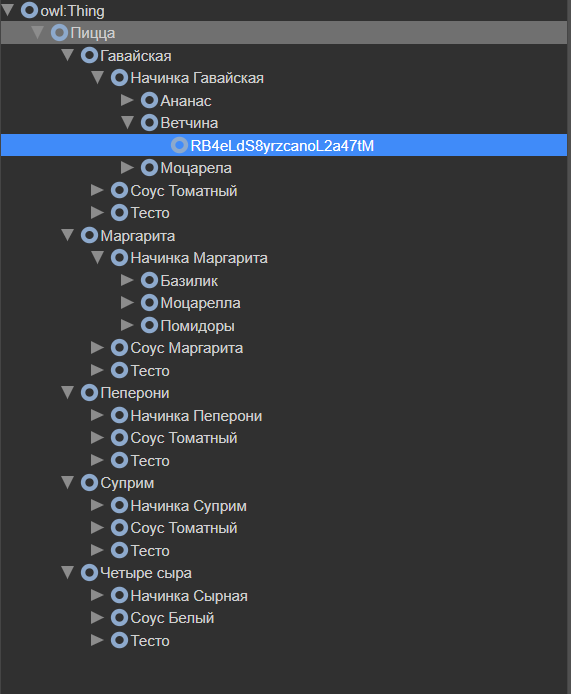 owl:Thing
Пицца
Гавайская
Начинка Гавайская
Ананас
Ветчина
RB4eLdS8yrzcanoL2a47tM
Моцарела
Соус Томатный
Тесто
Маргарита
Начинка Маргарита
Базилик
Моцарелла
Помидоры
Соус Маргарита
Тесто
Пеперони
Начинка Пеперони
Соус Томатный
Тесто
Суприм
Начинка Суприм
Соус Томатный
Тесто
Четыре сыра
Начинка Сырная
Соус Белый
Тесто